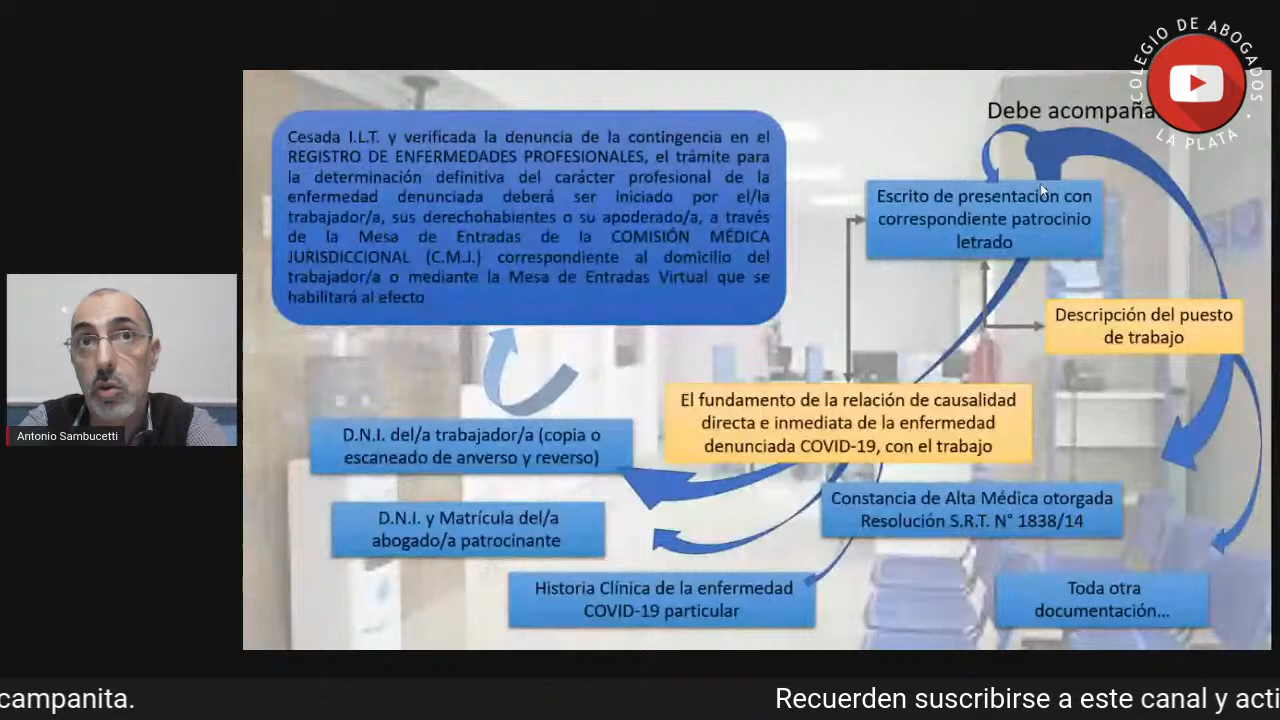 COLEGIO DE ABOGADOS
LA PLATA
Debe acompaña
Cesada I.L.T. y verificada la denuncia de la contingencia en el
REGISTRO DE ENFERMEDADES PROFESIONALES, el trámite para
la determinación definitiva del carácter profesional de la
enfermedad denunciada deberá ser iniciado por el/la
trabajador/a, sus derechohabientes o su apoderado/a, a través
de la Mesa de Entradas de la COMISIÓN MÉDICA
JURISDICCIONAL (C.M.J.) correspondiente al domicilio del
trabajador/a o mediante la Mesa de Entradas Virtual que se
habilitará al efecto
Escrito de presentación con
correspondiente patrocinio
letrado
Descripción del puesto
de trabajo
El fundamento de la relación de causalidad
directa e inmediata de la enfermedad
denunciada COVID-19, con el trabajo
D.N.I. del/a trabajador/a (copia o
escaneado de anverso y reverso)
Constancia de Alta Médica otorgada
Resolución S.R.T. N° 1838/14
D.N.I. y Matrícula del/a
abogado/a patrocinante
Historia Clínica de la enfermedad
COVID-19 particular
Toda otra
documentación...
Antonio Sambucetti
campanita.
Recuerden suscribirse a este canal y acti